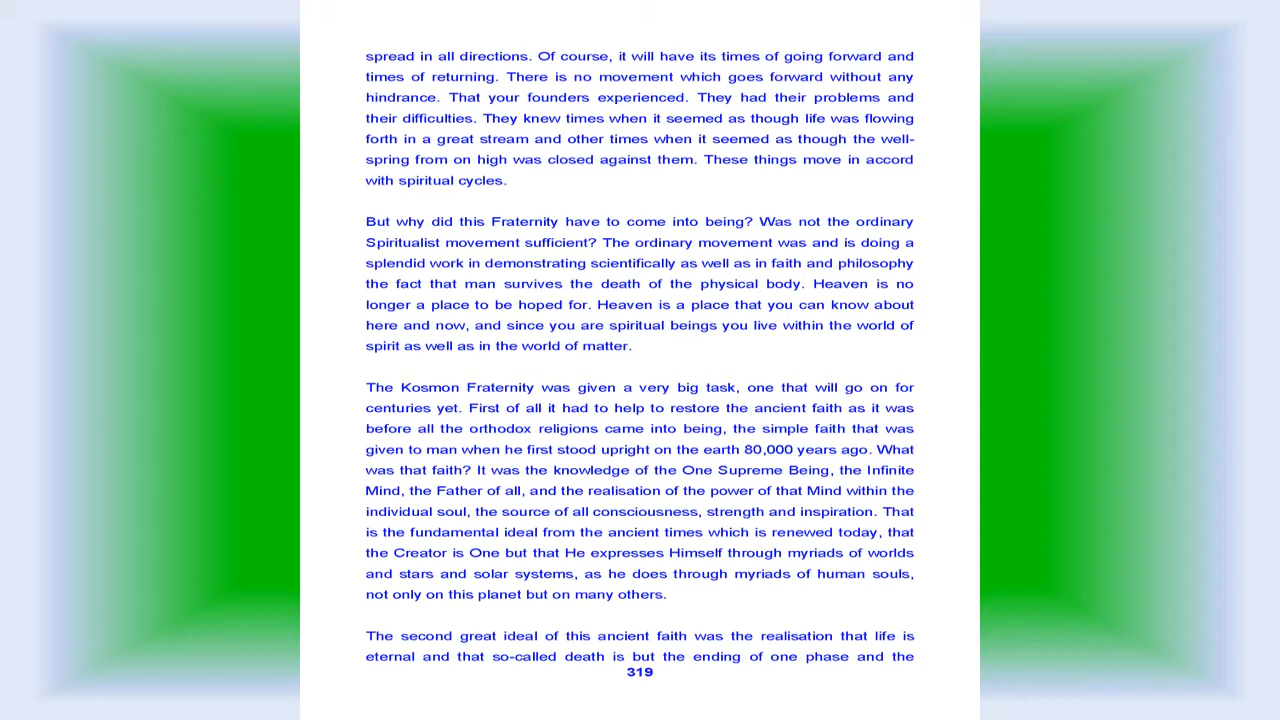 spread in all directions. Of course, it will have its times of going forward and
times of returning. There is no movement which goes forward without any
hindrance. That your founders experienced. They had their problems and
their difficulties. They knew times when it seemed as though life was flowing
forth in a great stream and other times when it seemed as though the well-
spring from on high was closed against them. These things move in accord
with spiritual cycles.
But why did this Fraternity have to come into being? Was not the ordinary
Spiritualist movement sufficient? The ordinary movement was and is doing a
splendid work in demonstrating scientifically as well as in faith and philosophy
the fact that man survives the death of the physical body. Heaven is no
longer a place to be hoped for. Heaven is a place that you can know about
here and now, and since you are spiritual beings you live within the world of
spirit as well as in the world of matter.
The Kosmon Fraternity was given a very big task, one that will go on for
centuries yet. First of all it had to help to restore the ancient faith as it was
before all the orthodox religions came into being, the simple faith that was
given to man when he first stood upright on the earth 80,000 years ago. What
was that faith? It was the knowledge of the One Supreme Being, the Infinite
Mind, the Father of all, and the realisation of the power of that Mind within the
individual soul, the source of all consciousness, strength and inspiration. That
is the fundamental ideal from the ancient times which is renewed today, that
the Creator is One but that He expresses Himself through myriads of worlds
and stars and solar systems, as he does through myriads of human souls,
not only on this planet but on many others.
The second great ideal of this ancient faith was the realisation that life is
eternal and that so-called death is but the ending of one phase and the
319